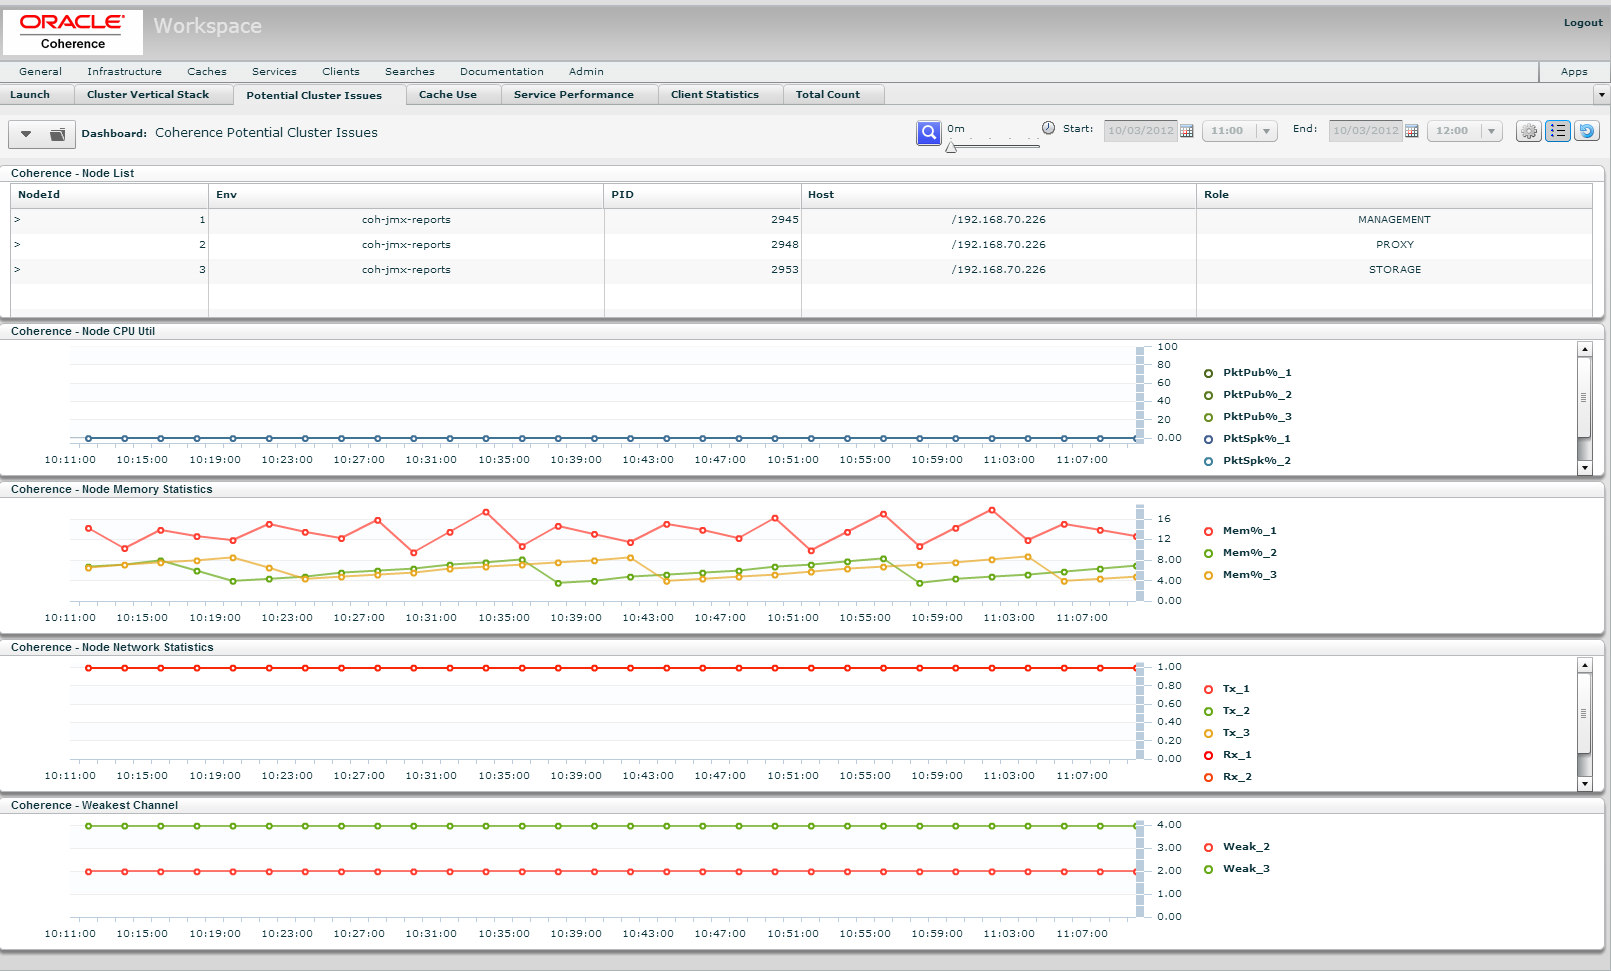 ORACLE
Coherence
Workspace
Logout
General Infrastructure Caches Services Clients Searches Documentation Admin Apps
Launch Cluster Vertical Stack Potential Cluster Issues Cache Use Service Performance Client Statistics Total Count
Dashboard: Coherence Potential Cluster Issues 0m Start: 10/03/2012 11:00 End: 10/03/2012 12:00
Coherence - Node List
NodeId Env PID Host Role
> 1 coh-jmx-reports 2945 /192.168.70.226 MANAGEMENT
> 2 coh-jmx-reports 2948 /192.168.70.226 PROXY
> 3 coh-jmx-reports 2953 /192.168.70.226 STORAGE
Coherence - Node CPU Util
100
80
60
40
20
0.00
10:11:00 10:15:00 10:19:00 10:23:00 10:27:00 10:31:00 10:35:00 10:39:00 10:43:00 10:47:00 10:51:00 10:55:00 10:59:00 11:03:00 11:07:00
PktPub%_1
PktPub%_2
PktPub%_3
PktSpk%_1
PktSpk%_2
Coherence - Node Memory Statistics
16
12
8.00
4.00
0.00
10:11:00 10:15:00 10:19:00 10:23:00 10:27:00 10:31:00 10:35:00 10:39:00 10:43:00 10:47:00 10:51:00 10:55:00 10:59:00 11:03:00 11:07:00
Mem%_1
Mem%_2
Mem%_3
Coherence - Node Network Statistics
1.00
0.80
0.60
0.40
0.20
0.00
10:11:00 10:15:00 10:19:00 10:23:00 10:27:00 10:31:00 10:35:00 10:39:00 10:43:00 10:47:00 10:51:00 10:55:00 10:59:00 11:03:00 11:07:00
Tx_1
Tx_2
Tx_3
Rx_1
Rx_2
Coherence - Weakest Channel
4.00
3.00
2.00
1.00
0.00
10:11:00 10:15:00 10:19:00 10:23:00 10:27:00 10:31:00 10:35:00 10:39:00 10:43:00 10:47:00 10:51:00 10:55:00 10:59:00 11:03:00 11:07:00
Weak_2
Weak_3